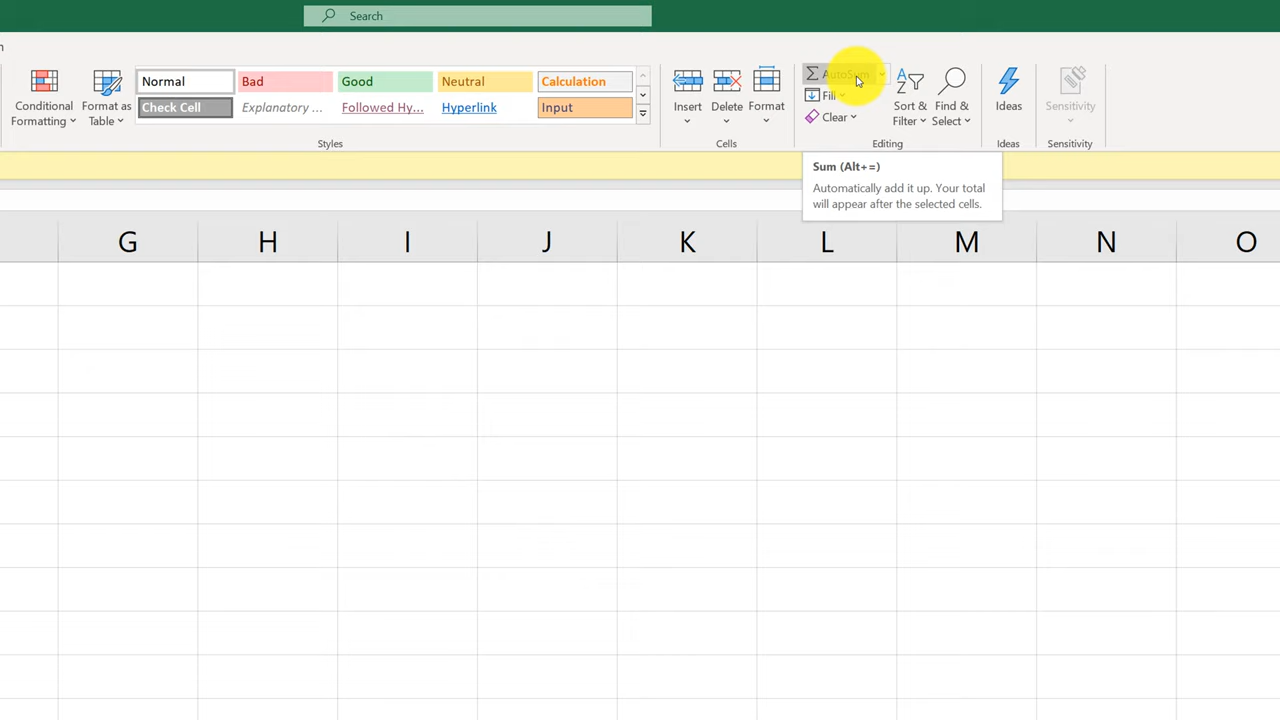 Search
n
Conditional
Formatting
Format as
Table
Normal
Bad
Good
Neutral
Calculation
Check Cell
Explanatory ...
Followed Hy...
Hyperlink
Input
Styles
Insert
Delete
Format
Cells
AutoSum
Fill
Clear
Sort &
Filter
Find &
Select
Editing
Ideas
Ideas
Sensitivity
Sensitivity
Sum (Alt+=)
Automatically add it up. Your total
will appear after the selected cells.
G H I J K L M N O